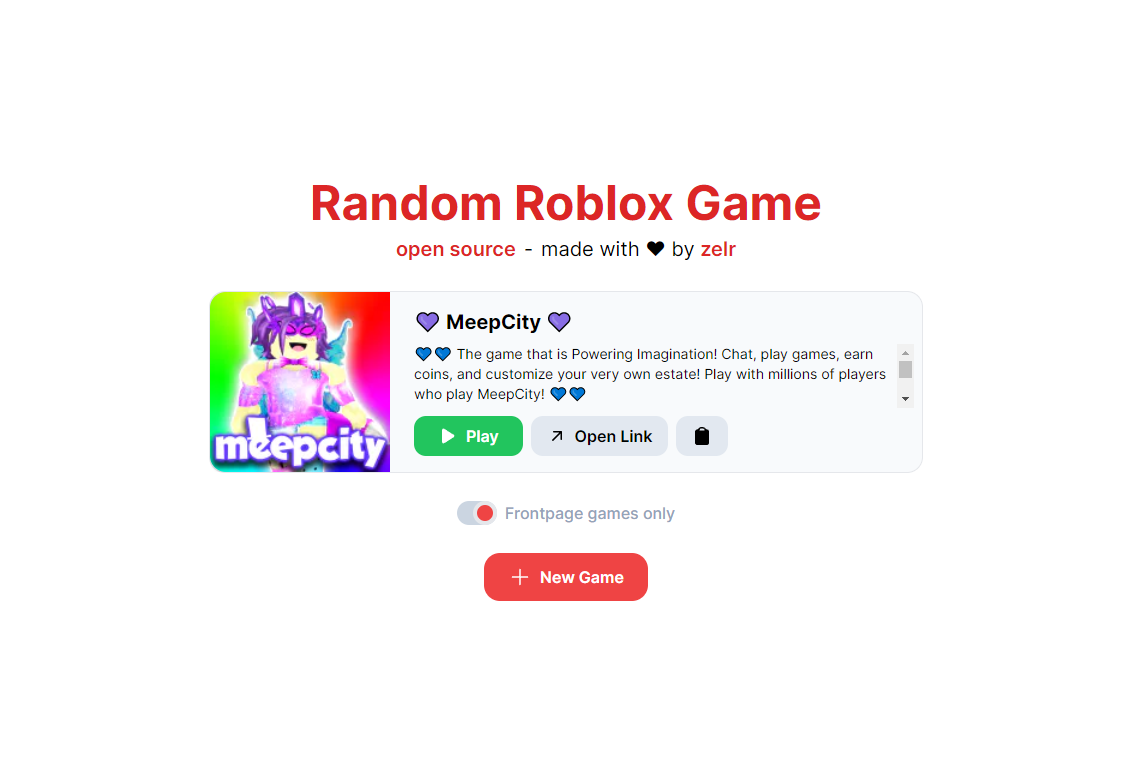 Random Roblox Game
open source - made with ♥ by zelr
💜 MeepCity 💜
💙💙 The game that is Powering Imagination! Chat, play games, earn
coins, and customize your very own estate! Play with millions of players
who play MeepCity! 💙💙
meepcity
Play
Open Link
Frontpage games only
New Game